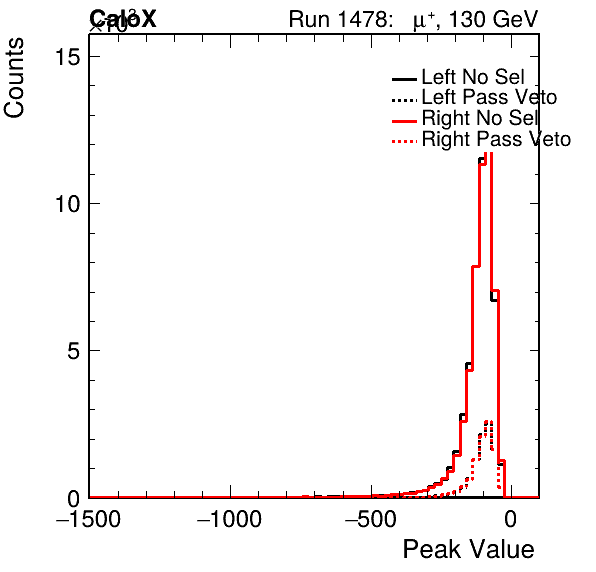 CaloX
×10³
Run 1478: μ⁺, 130 GeV
Counts
15
10
5
0
Left No Sel
Left Pass Veto
Right No Sel
Right Pass Veto
−1500
−1000
−500
0
Peak Value